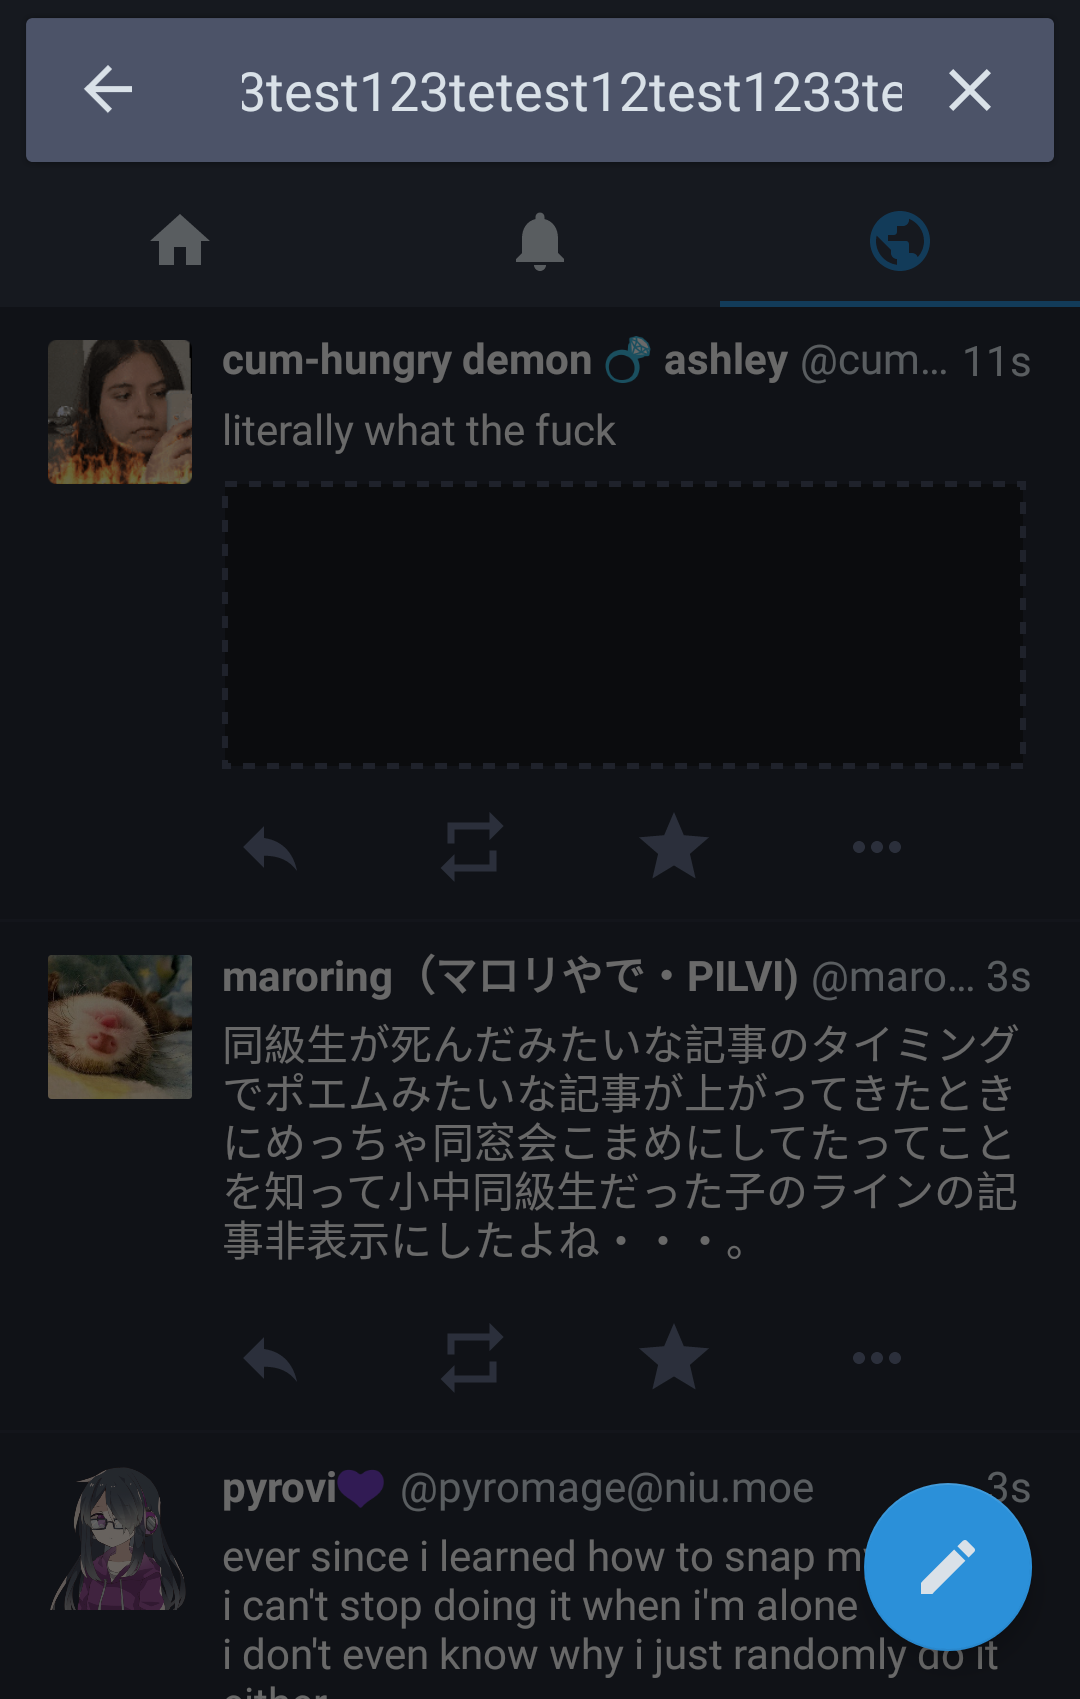 3test123tetest12test1233te
cum-hungry demon 💍 ashley @cum... 11s
literally what the fuck
maroring（マロリやで・PILVI) @maro... 3s
同級生が死んだみたいな記事のタイミング
でポエムみたいな記事が上がってきたとき
にめっちゃ同窓会こまめにしてたってこと
を知って小中同級生だった子のラインの記
事非表示にしたよね・・・。
pyrovi💜 @pyromage@niu.moe 3s
ever since i learned how to snap
i can't stop doing it when i'm alone
i don't even know why i just randomly do it
either